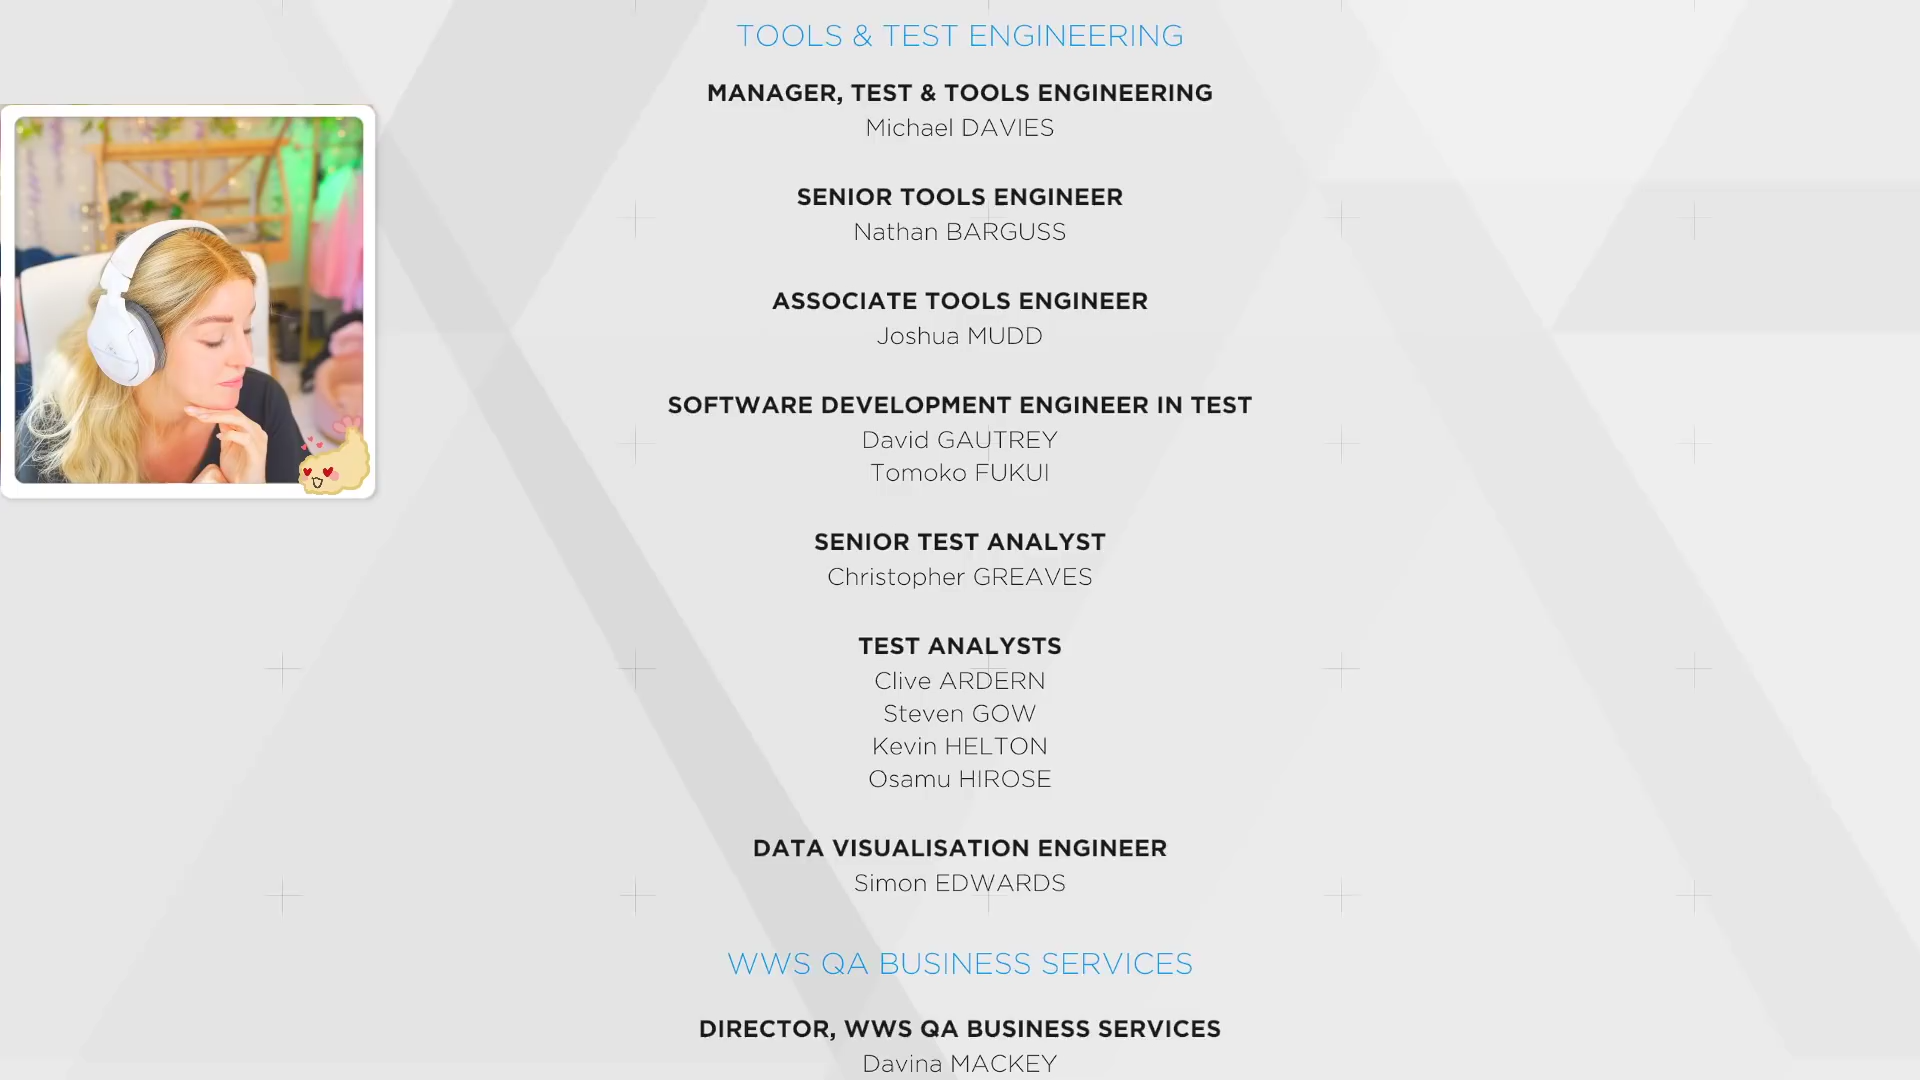 TOOLS & TEST ENGINEERING
MANAGER, TEST & TOOLS ENGINEERING
Michael DAVIES
SENIOR TOOLS ENGINEER
Nathan BARGUSS
ASSOCIATE TOOLS ENGINEER
Joshua MUDD
SOFTWARE DEVELOPMENT ENGINEER IN TEST
David GAUTREY
Tomoko FUKUI
SENIOR TEST ANALYST
Christopher GREAVES
TEST ANALYSTS
Clive ARDERN
Steven GOW
Kevin HELTON
Osamu HIROSE
DATA VISUALISATION ENGINEER
Simon EDWARDS
WWS QA BUSINESS SERVICES
DIRECTOR, WWS QA BUSINESS SERVICES
Davina MACKEY